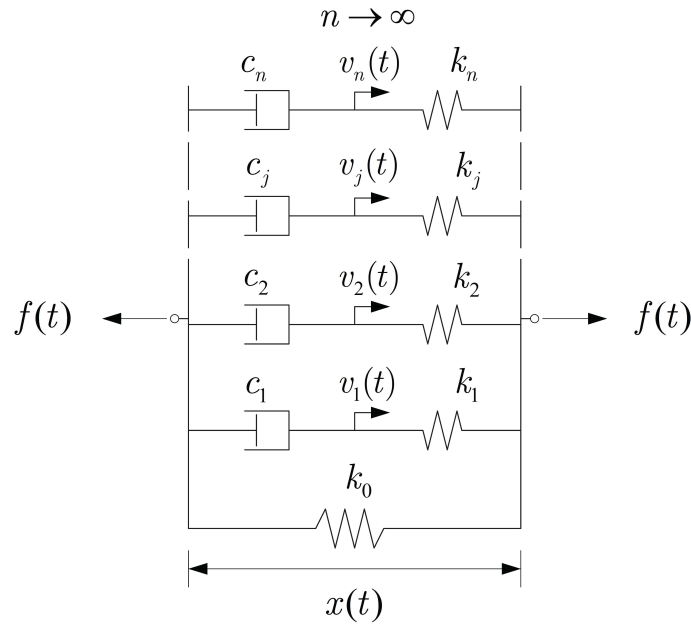 n → ∞
c_n v_n(t) k_n
c_j v_j(t) k_j
c_2 v_2(t) k_2
f(t) f(t)
c_1 v_1(t) k_1
k_0
x(t)